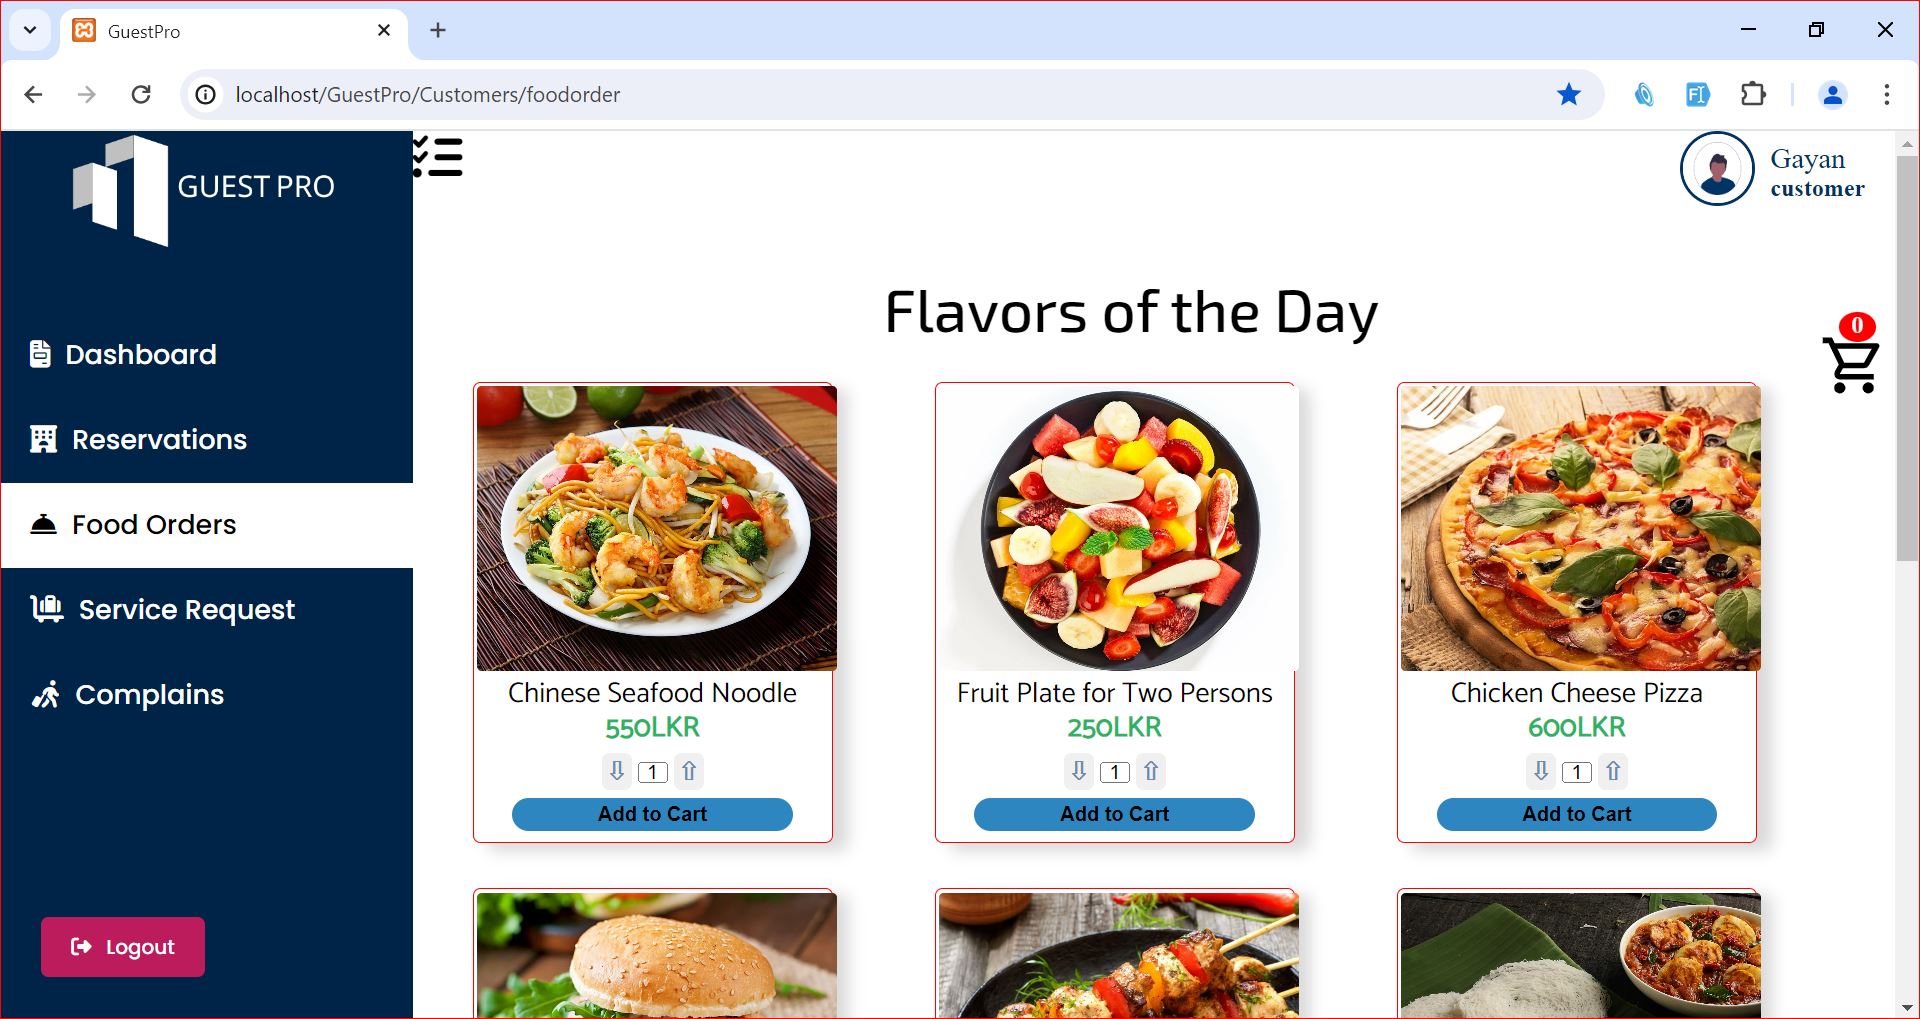 GuestPro
localhost/GuestPro/Customers/foodorder
GUEST PRO
Gayan
customer
Flavors of the Day
0
Dashboard
Reservations
Food Orders
Service Request
Complains
Logout
Chinese Seafood Noodle
550LKR
1
Add to Cart
Fruit Plate for Two Persons
250LKR
1
Add to Cart
Chicken Cheese Pizza
600LKR
1
Add to Cart